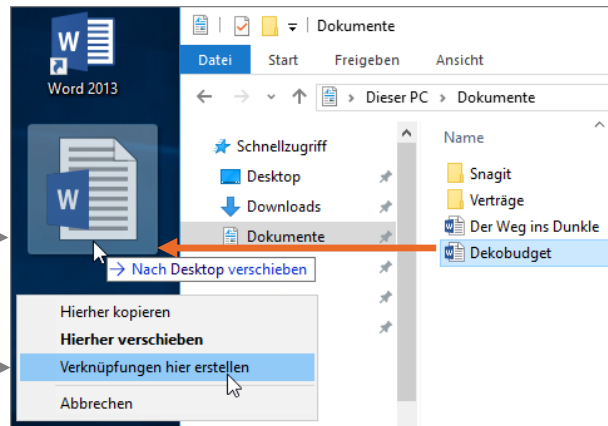 Word 2013
Dokumente
Datei Start Freigeben Ansicht
Dieser PC > Dokumente
Schnellzugriff
Desktop
Downloads
Dokumente
Name
Snagit
Verträge
Der Weg ins Dunkle
Dekobudget
→ Nach Desktop verschieben
Hierher kopieren
Hierher verschieben
Verknüpfungen hier erstellen
Abbrechen